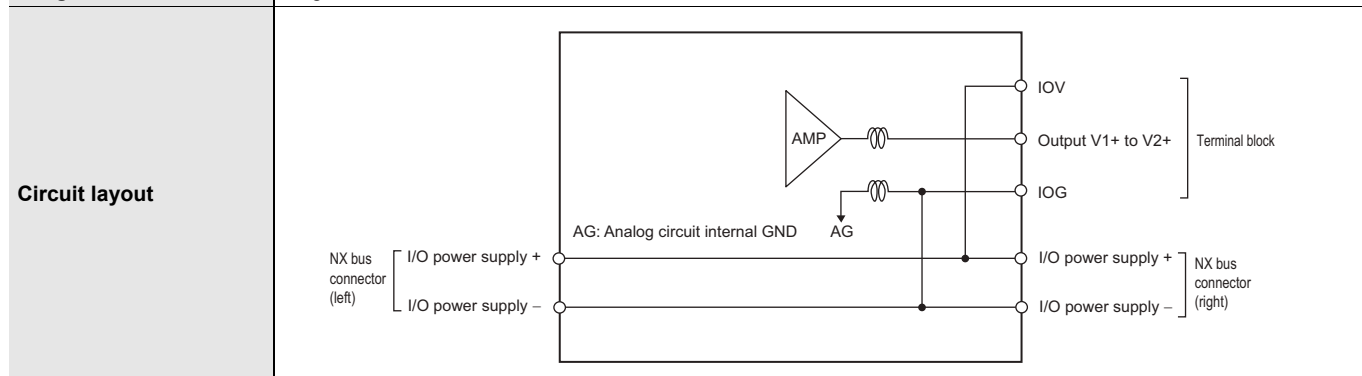 Circuit layout
IOV
AMP
Output V1+ to V2+
Terminal block
IOG
AG: Analog circuit internal GND
AG
NX bus
connector
(left)
I/O power supply +
I/O power supply −
I/O power supply +
I/O power supply −
NX bus
connector
(right)